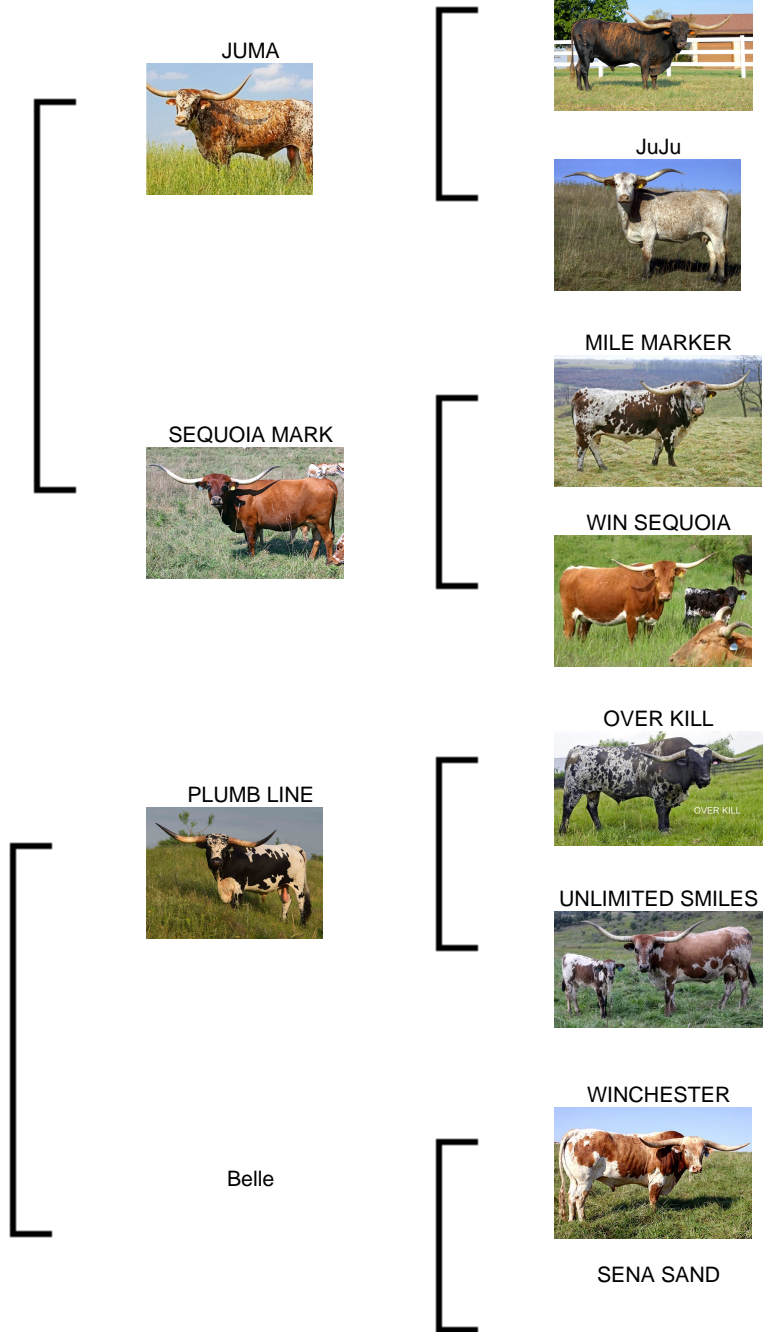 JUMA
JuJu
MILE MARKER
SEQUOIA MARK
WIN SEQUOIA
OVER KILL
OVER KILL
PLUMB LINE
UNLIMITED SMILES
WINCHESTER
Belle
SENA SAND